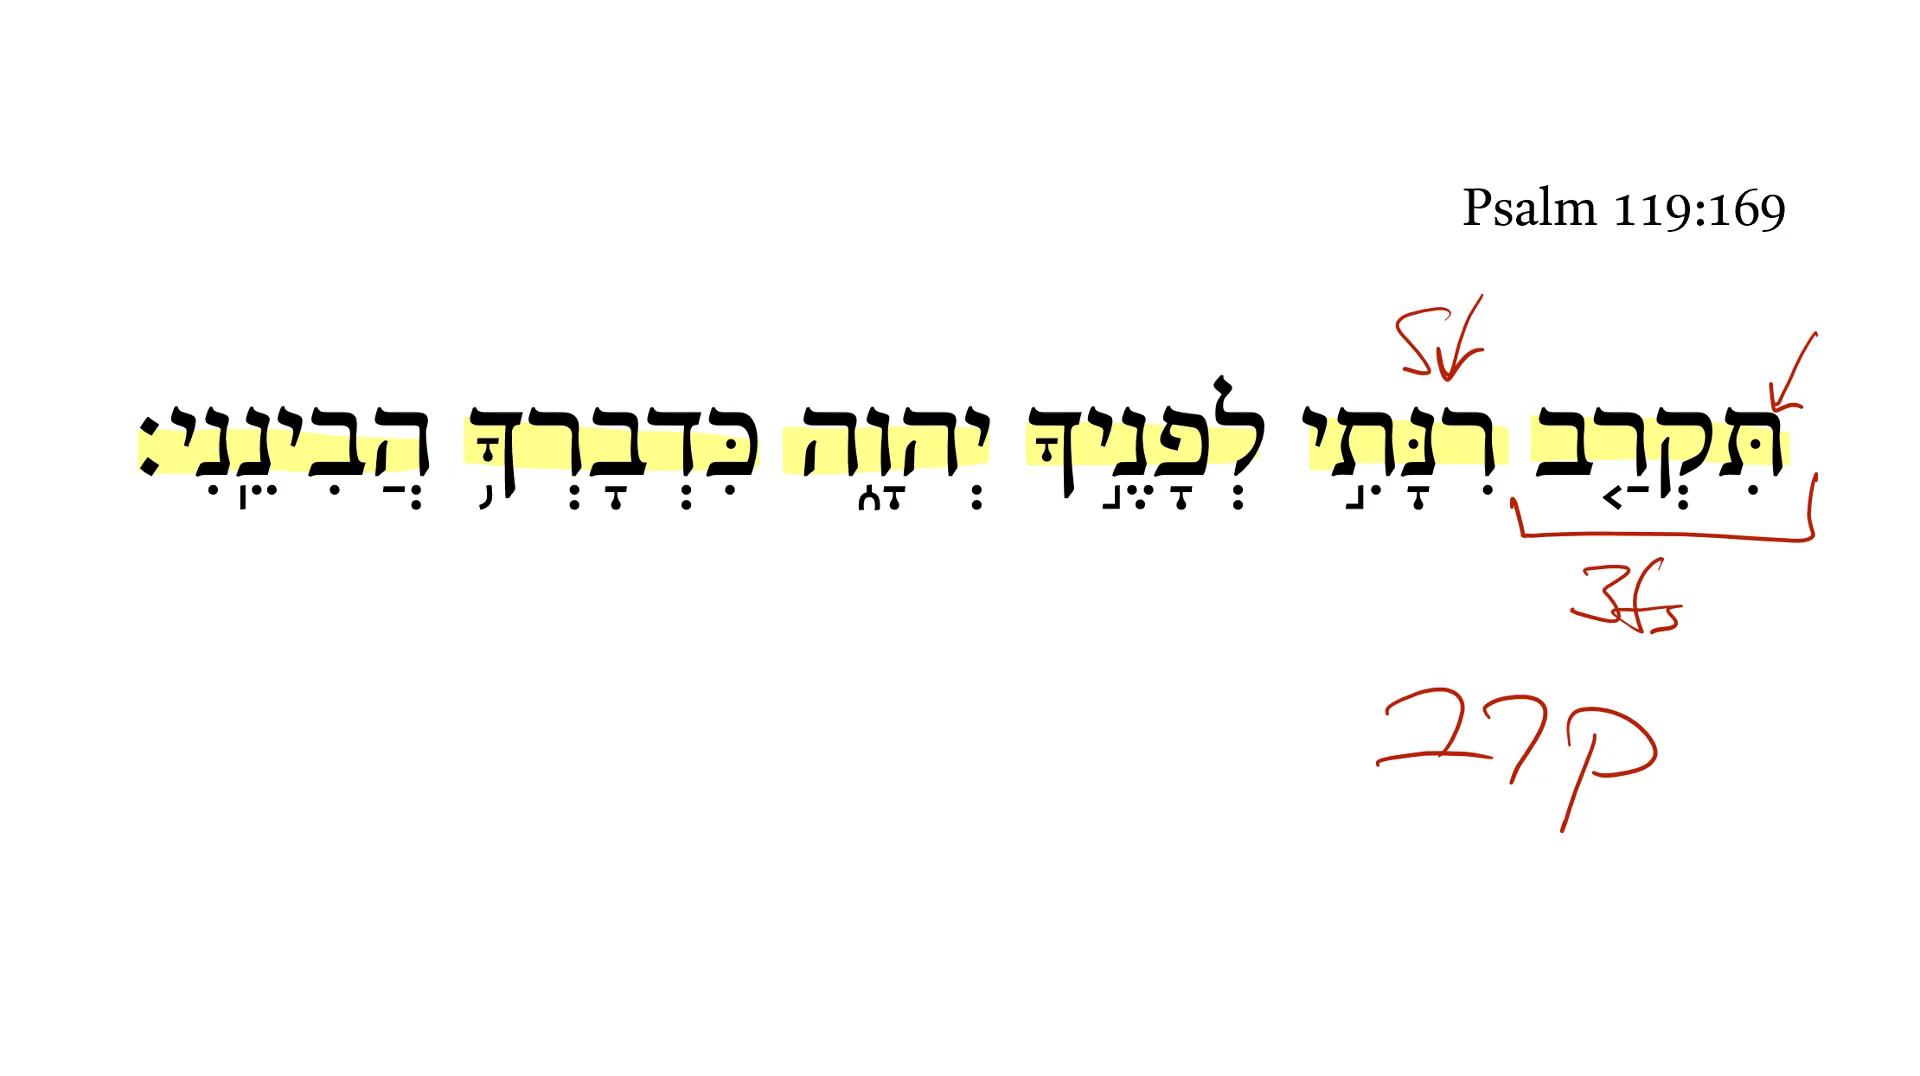 Psalm 119:169
S
תִּקְרַ֤ב רִנָּתִ֣י לְפָנֶ֣יךָ יְהוָ֑ה כִּדְבָרְךָ֥ הֲבִינֵֽנִי׃
3fs
קרב